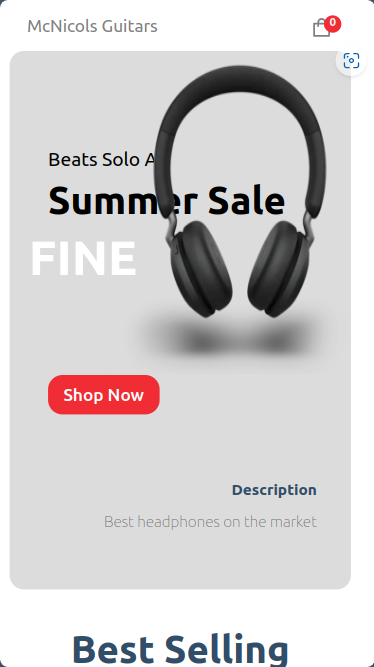 McNicols Guitars
0
Beats Solo A
Summer Sale
FINE
Shop Now
Description
Best headphones on the market
Best Selling